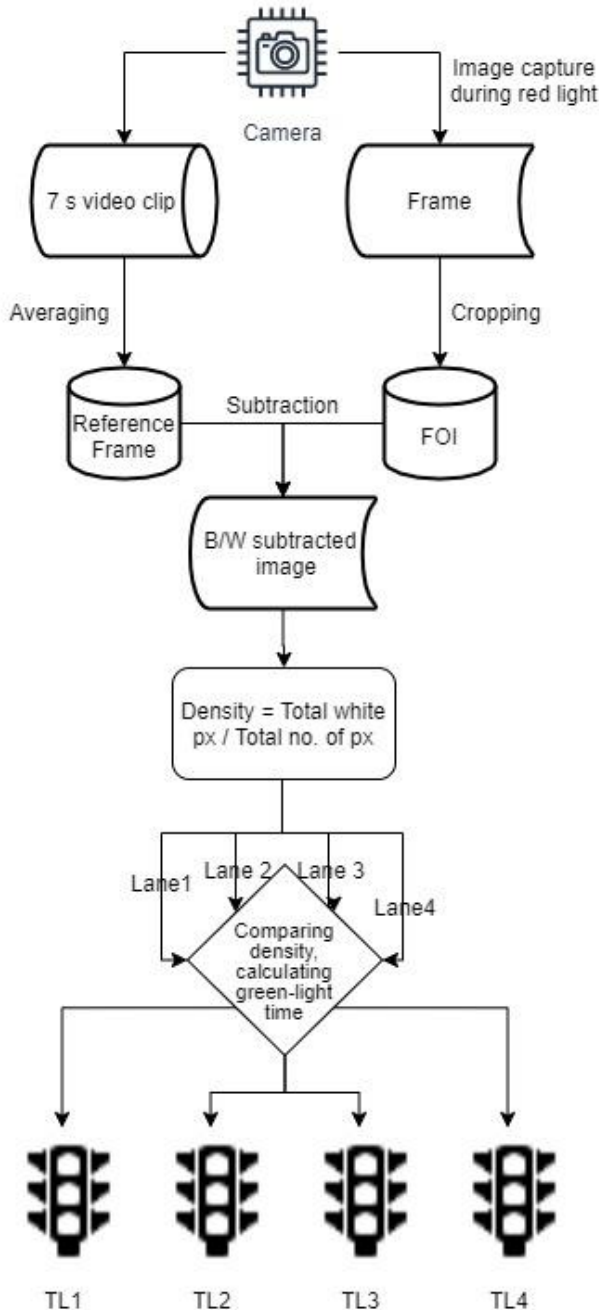 Image capture
during red light
Camera
7 s video clip
Frame
Averaging
Cropping
Reference
Frame
Subtraction
FOI
B/W subtracted
image
Density = Total white
px / Total no. of px
Lane1
Lane 2
Lane 3
Lane4
Comparing
density,
calculating
green-light
time
TL1
TL2
TL3
TL4